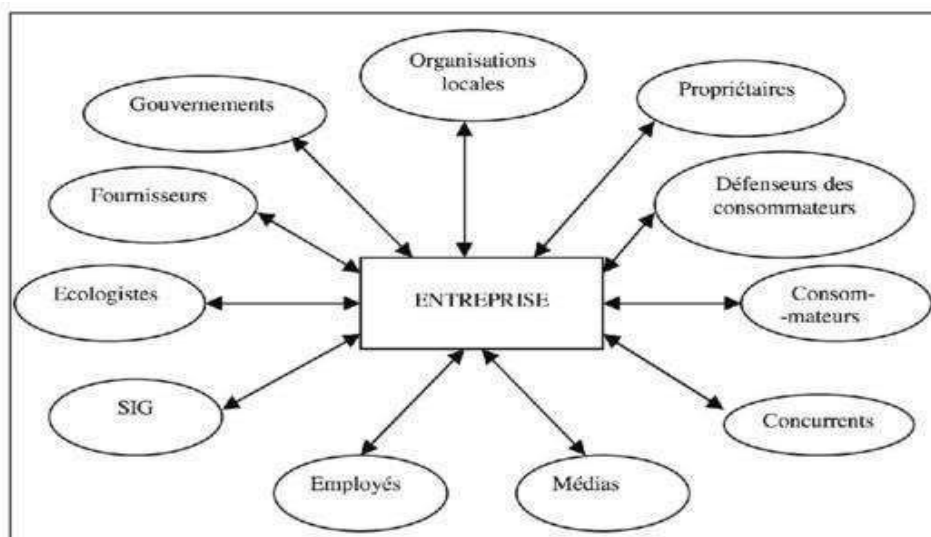 Organisations
locales
Gouvernements
Propriétaires
Fournisseurs
Défenseurs des
consommateurs
Ecologistes
ENTREPRISE
Consom-
-mateurs
SIG
Concurrents
Employés
Médias